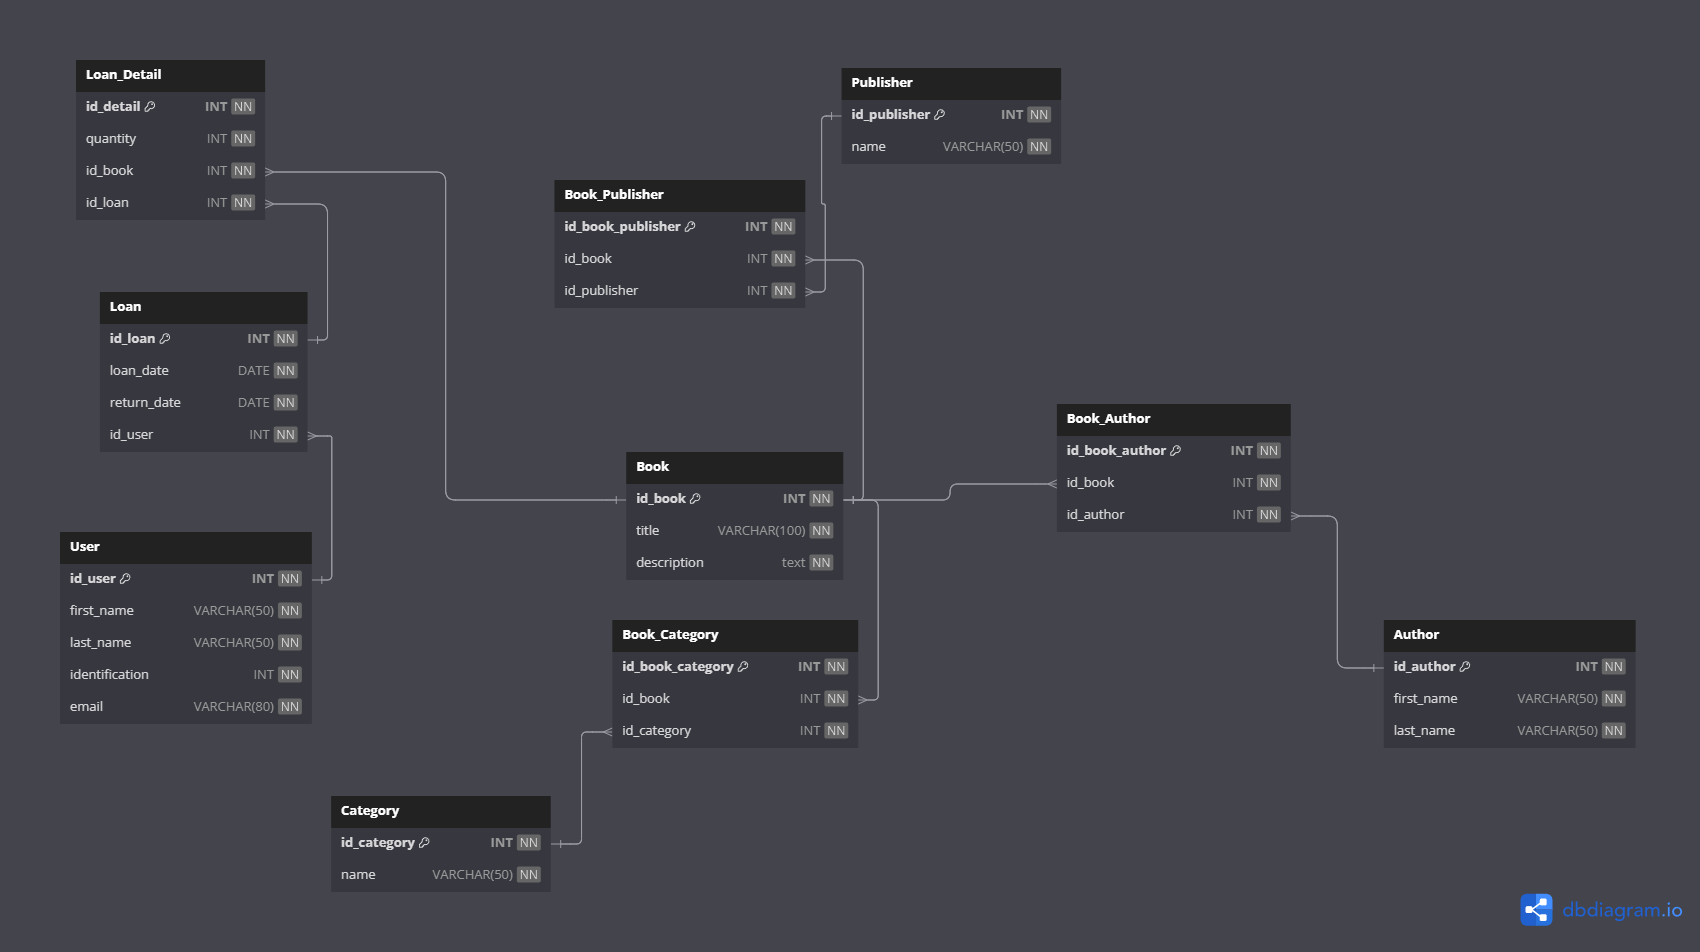 Loan_Detail
id_detail INT NN
quantity INT NN
id_book INT NN
id_loan INT NN
Publisher
id_publisher INT NN
name VARCHAR(50) NN
Book_Publisher
id_book_publisher INT NN
id_book INT NN
id_publisher INT NN
Loan
id_loan INT NN
loan_date DATE NN
return_date DATE NN
id_user INT NN
Book_Author
id_book_author INT NN
id_book INT NN
id_author INT NN
Book
id_book INT NN
title VARCHAR(100) NN
description text NN
User
id_user INT NN
first_name VARCHAR(50) NN
last_name VARCHAR(50) NN
identification INT NN
email VARCHAR(80) NN
Book_Category
id_book_category INT NN
id_book INT NN
id_category INT NN
Author
id_author INT NN
first_name VARCHAR(50) NN
last_name VARCHAR(50) NN
Category
id_category INT NN
name VARCHAR(50) NN
dbdiagram.io